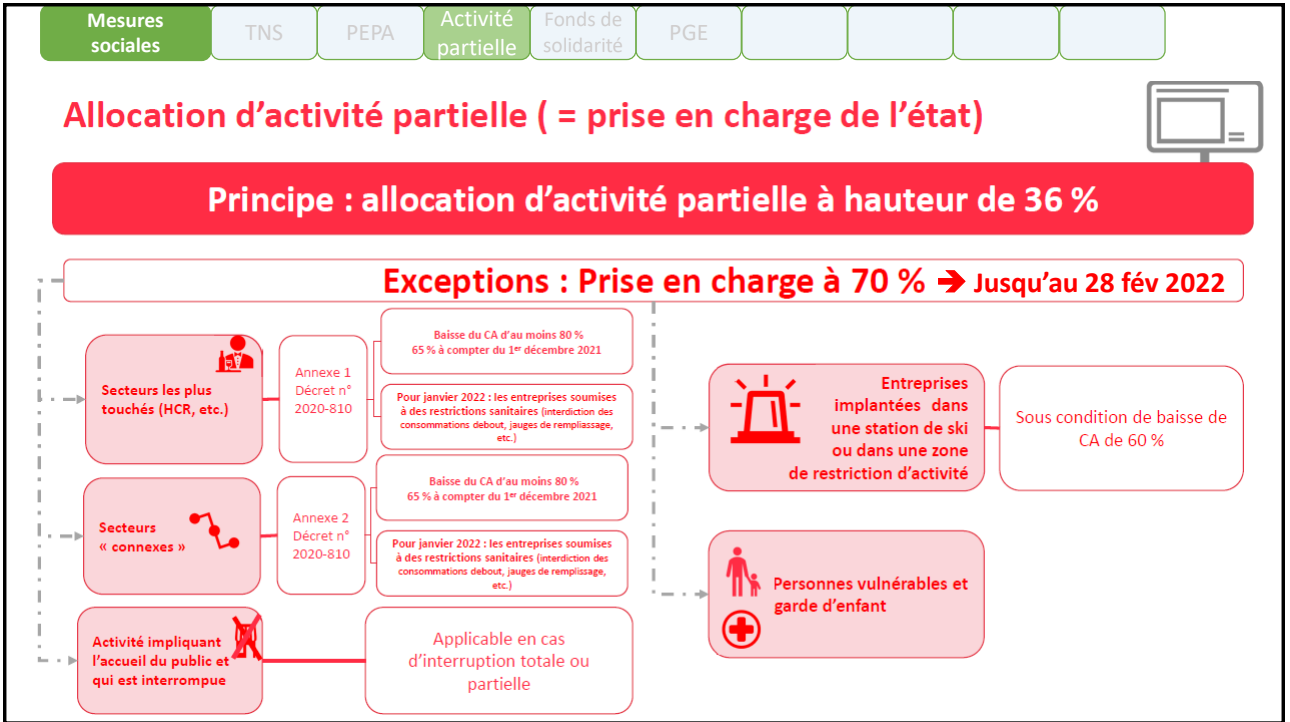 Mesures
sociales
TNS
PEPA
Activité
partielle
Fonds de
solidarité
PGE
Allocation d’activité partielle ( = prise en charge de l’état)
Principe : allocation d’activité partielle à hauteur de 36 %
Exceptions : Prise en charge à 70 % ➔ Jusqu’au 28 fév 2022
Secteurs les plus
touchés (HCR, etc.)
Annexe 1
Décret n°
2020-810
Baisse du CA d’au moins 80 %
65 % à compter du 1er décembre 2021
Pour janvier 2022 : les entreprises soumises
à des restrictions sanitaires (interdiction des
consommations debout, jauges de remplissage,
etc.)
Secteurs
« connexes »
Annexe 2
Décret n°
2020-810
Baisse du CA d’au moins 80 %
65 % à compter du 1er décembre 2021
Pour janvier 2022 : les entreprises soumises
à des restrictions sanitaires (interdiction des
consommations debout, jauges de remplissage,
etc.)
Activité impliquant
l’accueil du public et
qui est interrompue
Applicable en cas
d’interruption totale ou
partielle
Entreprises
implantées dans
une station de ski
ou dans une zone
de restriction d’activité
Sous condition de baisse de
CA de 60 %
Personnes vulnérables et
garde d’enfant